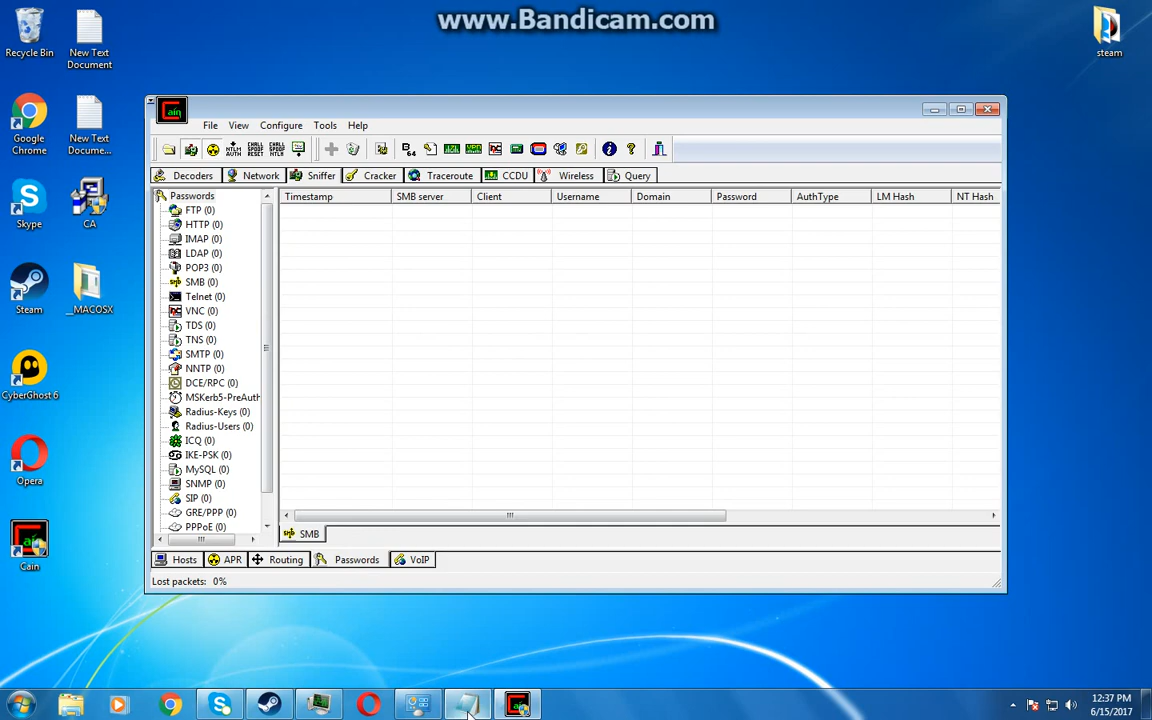 www.Bandicam.com
Recycle Bin
New Text
Document
steam
Google
Chrome
New Text
Docume...
Skype
CA
Steam
__MACOSX
CyberGhost 6
Opera
Cain
File View Configure Tools Help
Decoders Network Sniffer Cracker Traceroute CCDU Wireless Query
Passwords
FTP (0)
HTTP (0)
IMAP (0)
LDAP (0)
POP3 (0)
SMB (0)
Telnet (0)
VNC (0)
TDS (0)
TNS (0)
SMTP (0)
NNTP (0)
DCE/RPC (0)
MSKerb5-PreAuth
Radius-Keys (0)
Radius-Users (0)
ICQ (0)
IKE-PSK (0)
MySQL (0)
SNMP (0)
SIP (0)
GRE/PPP (0)
PPPoE (0)
Timestamp SMB server Client Username Domain Password AuthType LM Hash NT Hash
SMB
Hosts APR Routing Passwords VoIP
Lost packets: 0%
12:37 PM
6/15/2017